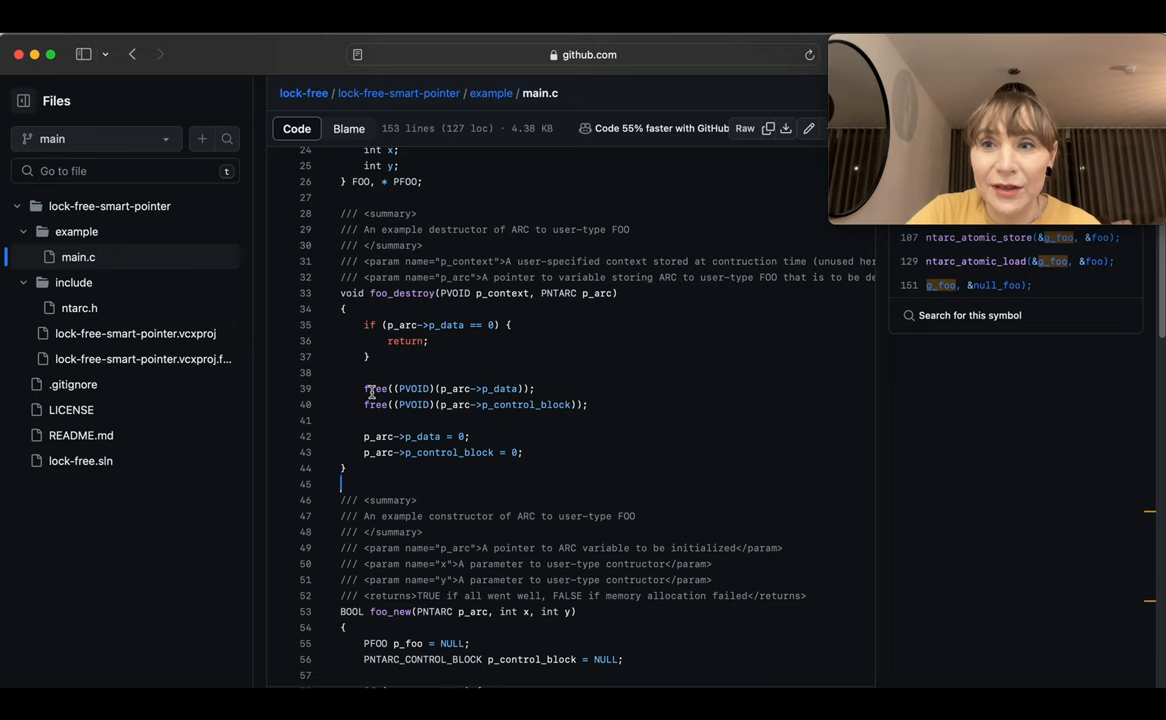 github.com
Files
main
Go to file
t
lock-free-smart-pointer
example
main.c
include
ntarc.h
lock-free-smart-pointer.vcxproj
lock-free-smart-pointer.vcxproj.f...
.gitignore
LICENSE
README.md
lock-free.sln
lock-free / lock-free-smart-pointer / example / main.c
Code Blame 153 lines (127 loc) · 4.38 KB Code 55% faster with GitHub Raw
24 int x;
25 int y;
26 } FOO, * PFOO;
27
28 /// <summary>
29 /// An example destructor of ARC to user-type FOO
30 /// </summary>
31 /// <param name="p_context">A user-specified context stored at contruction time (unused her
32 /// <param name="p_arc">A pointer to variable storing ARC to user-type FOO that is to be de
33 void foo_destroy(PVOID p_context, PNTARC p_arc)
34 {
35 if (p_arc->p_data == 0) {
36 return;
37 }
38
39 free((PVOID)(p_arc->p_data));
40 free((PVOID)(p_arc->p_control_block));
41
42 p_arc->p_data = 0;
43 p_arc->p_control_block = 0;
44 }
45
46 /// <summary>
47 /// An example constructor of ARC to user-type FOO
48 /// </summary>
49 /// <param name="p_arc">A pointer to ARC variable to be initialized</param>
50 /// <param name="x">A parameter to user-type contructor</param>
51 /// <param name="y">A parameter to user-type contructor</param>
52 /// <returns>TRUE if all went well, FALSE if memory allocation failed</returns>
53 BOOL foo_new(PNTARC p_arc, int x, int y)
54 {
55 PFOO p_foo = NULL;
56 PNTARC_CONTROL_BLOCK p_control_block = NULL;
57
107 ntarc_atomic_store(&g_foo, &foo);
129 ntarc_atomic_load(&g_foo, &foo);
151 g_foo, &null_foo);
Search for this symbol